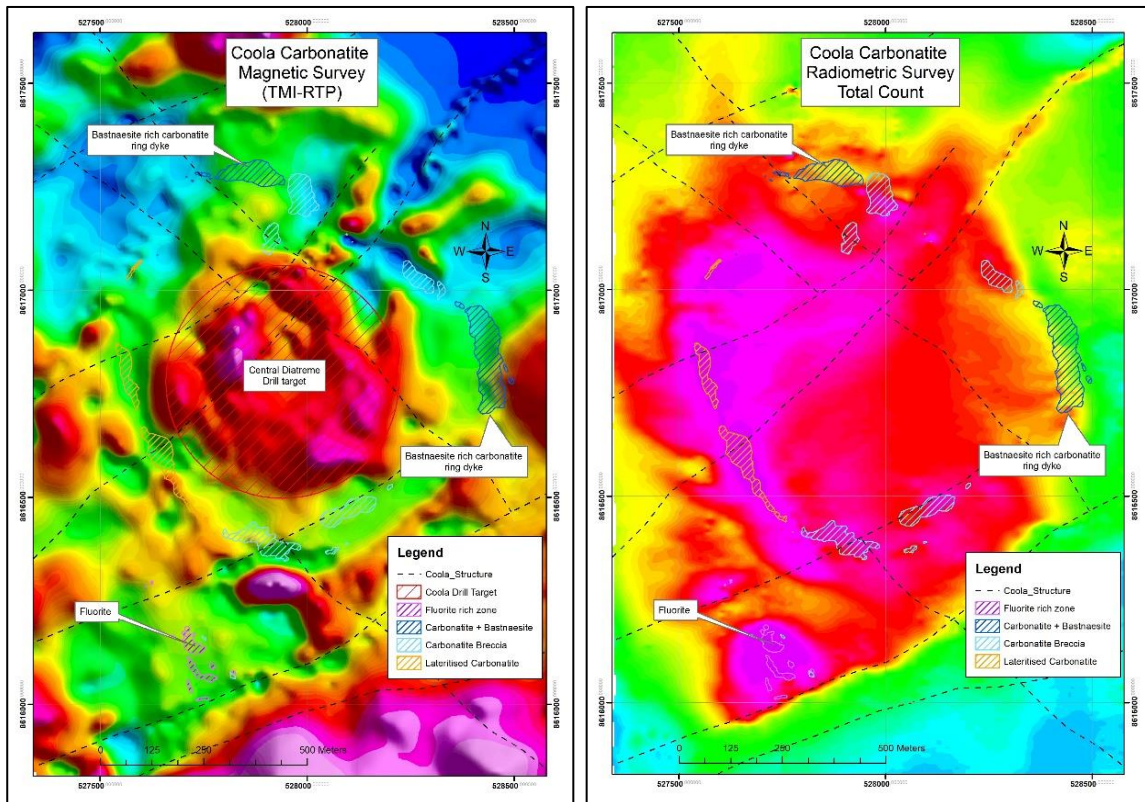 527500
528000
528500
Coola Carbonatite
Magnetic Survey
(TMI-RTP)
Bastnaesite rich carbonatite
ring dyke
N
W E
S
Central Diatreme
Drill target
Bastnaesite rich carbonatite
ring dyke
Fluorite
Legend
Coola_Structure
Coola Drill Target
Fluorite rich zone
Carbonatite + Bastnaesite
Carbonatite Breccia
Lateritised Carbonatite
0 125 250 500 Meters
8617500
8617000
8616500
8616000
8617500
8617000
8616500
8616000
527500
528000
528500
527500
528000
528500
Coola Carbonatite
Radiometric Survey
Total Count
Bastnaesite rich carbonatite
ring dyke
N
W E
S
Bastnaesite rich carbonatite
ring dyke
Fluorite
Legend
Coola_Structure
Fluorite rich zone
Carbonatite + Bastnaesite
Carbonatite Breccia
Lateritised Carbonatite
0 125 250 500 Meters
8617500
8617000
8616500
8616000
8617500
8617000
8616500
8616000
527500
528000
528500